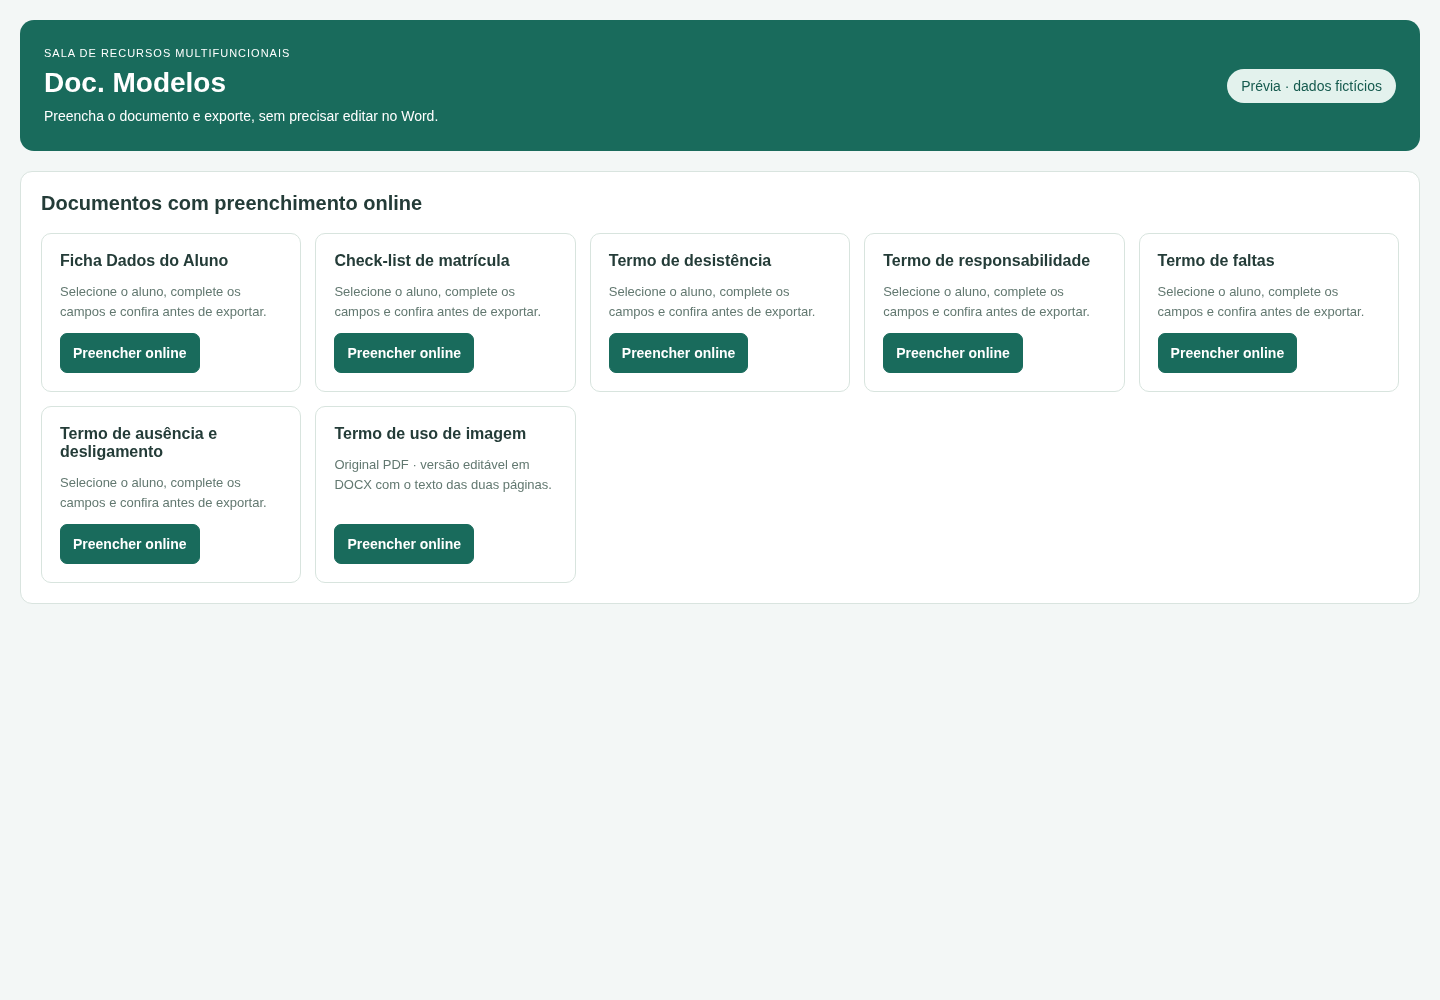 SALA DE RECURSOS MULTIFUNCIONAIS
Doc. Modelos
Preencha o documento e exporte, sem precisar editar no Word.
Prévia · dados fictícios
Documentos com preenchimento online
Ficha Dados do Aluno
Selecione o aluno, complete os
campos e confira antes de exportar.
Preencher online
Check-list de matrícula
Selecione o aluno, complete os
campos e confira antes de exportar.
Preencher online
Termo de desistência
Selecione o aluno, complete os
campos e confira antes de exportar.
Preencher online
Termo de responsabilidade
Selecione o aluno, complete os
campos e confira antes de exportar.
Preencher online
Termo de faltas
Selecione o aluno, complete os
campos e confira antes de exportar.
Preencher online
Termo de ausência e
desligamento
Selecione o aluno, complete os
campos e confira antes de exportar.
Preencher online
Termo de uso de imagem
Original PDF · versão editável em
DOCX com o texto das duas páginas.
Preencher online